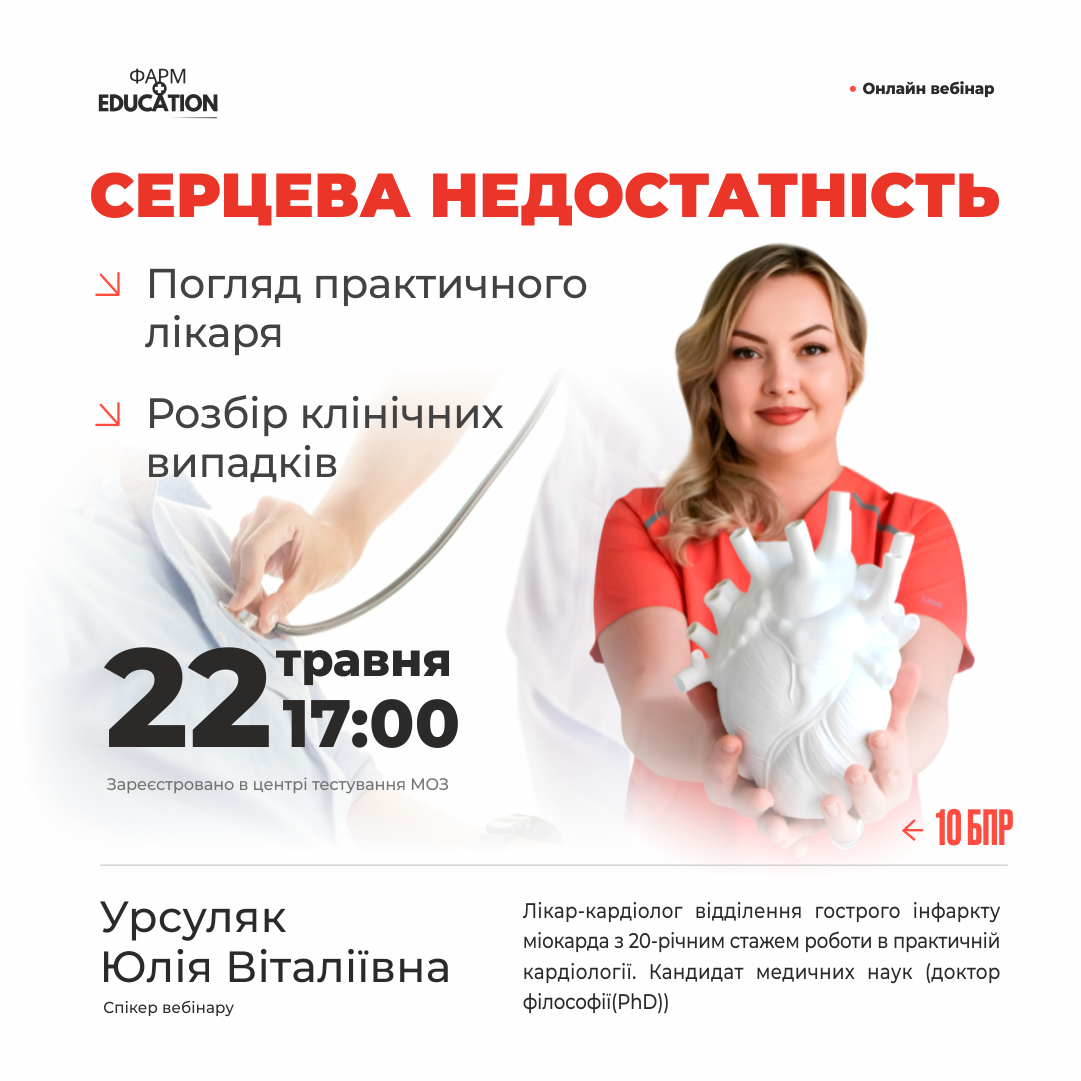 ФАРМ
EDUCATION
Онлайн вебінар
СЕРЦЕВА НЕДОСТАТНІСТЬ
Погляд практичного
лікаря
Розбір клінічних
випадків
22 травня
17:00
Зареєстровано в центрі тестування МОЗ
10 БПР
Урсуляк
Юлія Віталіївна
Спікер вебінару
Лікар-кардіолог відділення гострого інфаркту
міокарда з 20-річним стажем роботи в практичній
кардіології. Кандидат медичних наук (доктор
філософії(PhD))